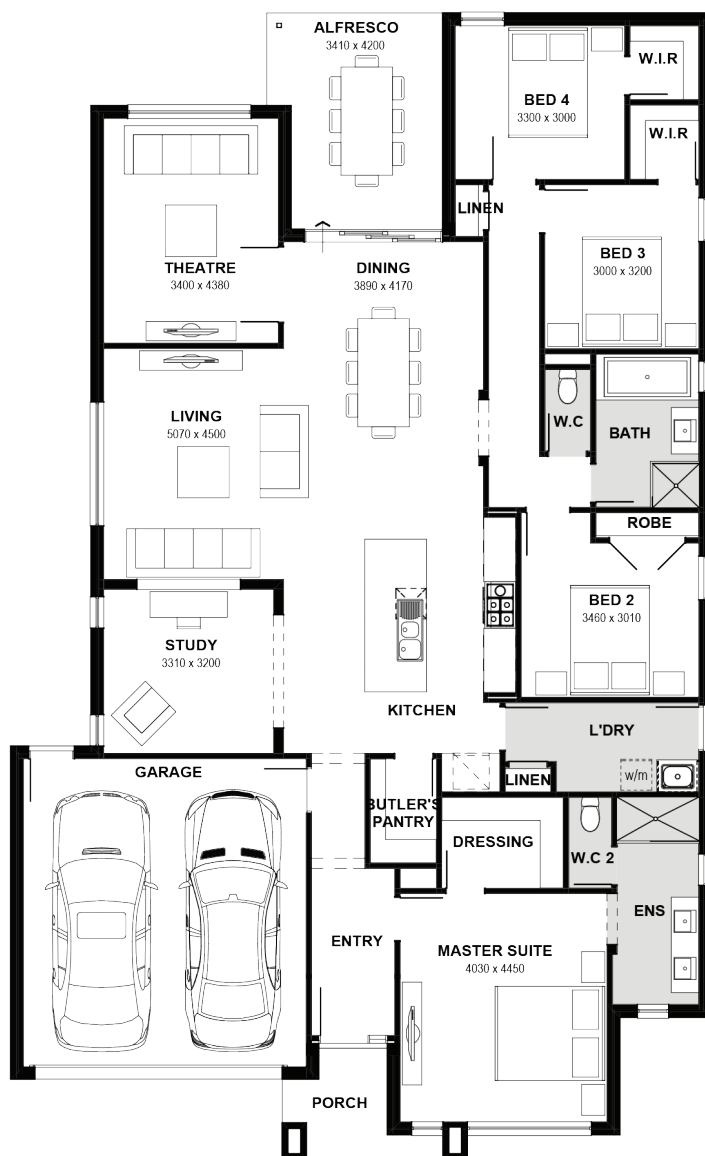 ALFRESCO
3410 x 4200
W.I.R
BED 4
3300 x 3000
W.I.R
LINEN
BED 3
3000 x 3200
THEATRE
3400 x 4380
DINING
3890 x 4170
LIVING
5070 x 4500
W.C
BATH
ROBE
BED 2
3460 x 3010
STUDY
3310 x 3200
KITCHEN
L'DRY
GARAGE
LINEN
w/m
BUTLER'S
PANTRY
DRESSING
W.C 2
ENS
ENTRY
MASTER SUITE
4030 x 4450
PORCH